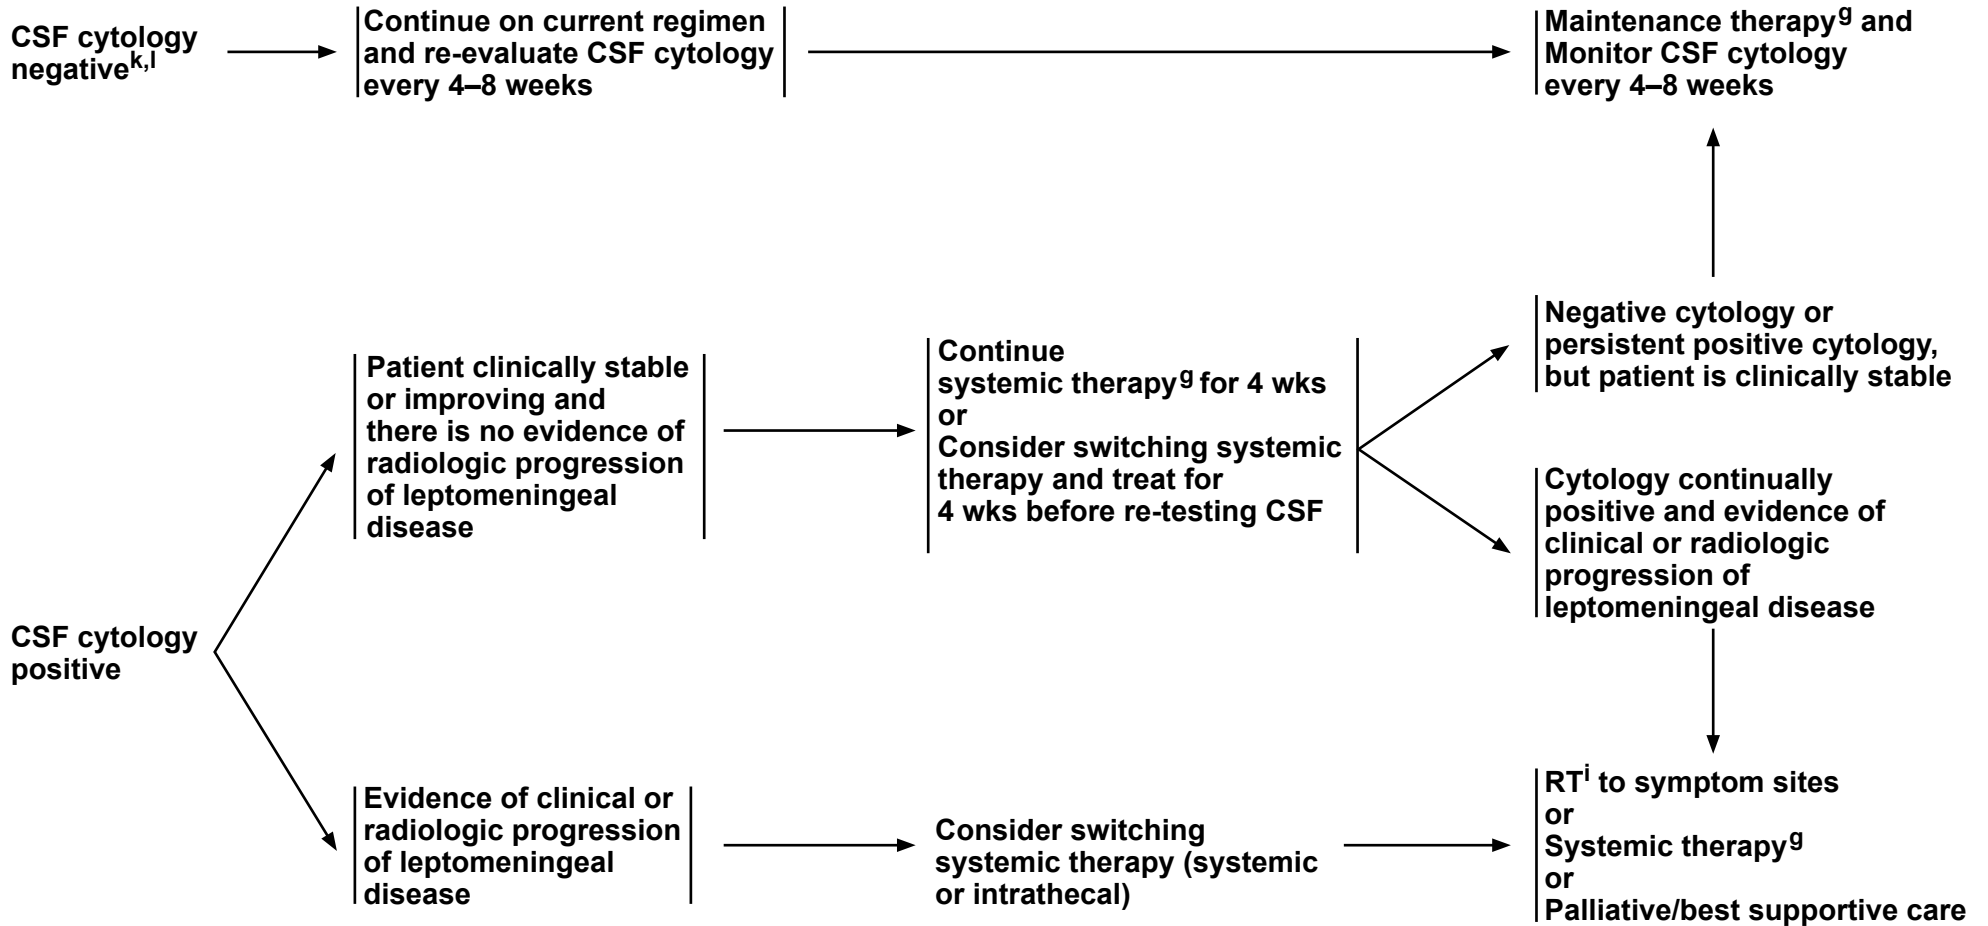 CSF cytology
negativek,l
Continue on current regimen
and re-evaluate CSF cytology
every 4–8 weeks
Maintenance therapyg and
Monitor CSF cytology
every 4–8 weeks
CSF cytology
positive
Patient clinically stable
or improving and
there is no evidence of
radiologic progression
of leptomeningeal
disease
Continue
systemic therapyg for 4 wks
or
Consider switching systemic
therapy and treat for
4 wks before re-testing CSF
Negative cytology or
persistent positive cytology,
but patient is clinically stable
Cytology continually
positive and evidence of
clinical or radiologic
progression of
leptomeningeal disease
Evidence of clinical or
radiologic progression
of leptomeningeal
disease
Consider switching
systemic therapy (systemic
or intrathecal)
RTi to symptom sites
or
Systemic therapyg
or
Palliative/best supportive care